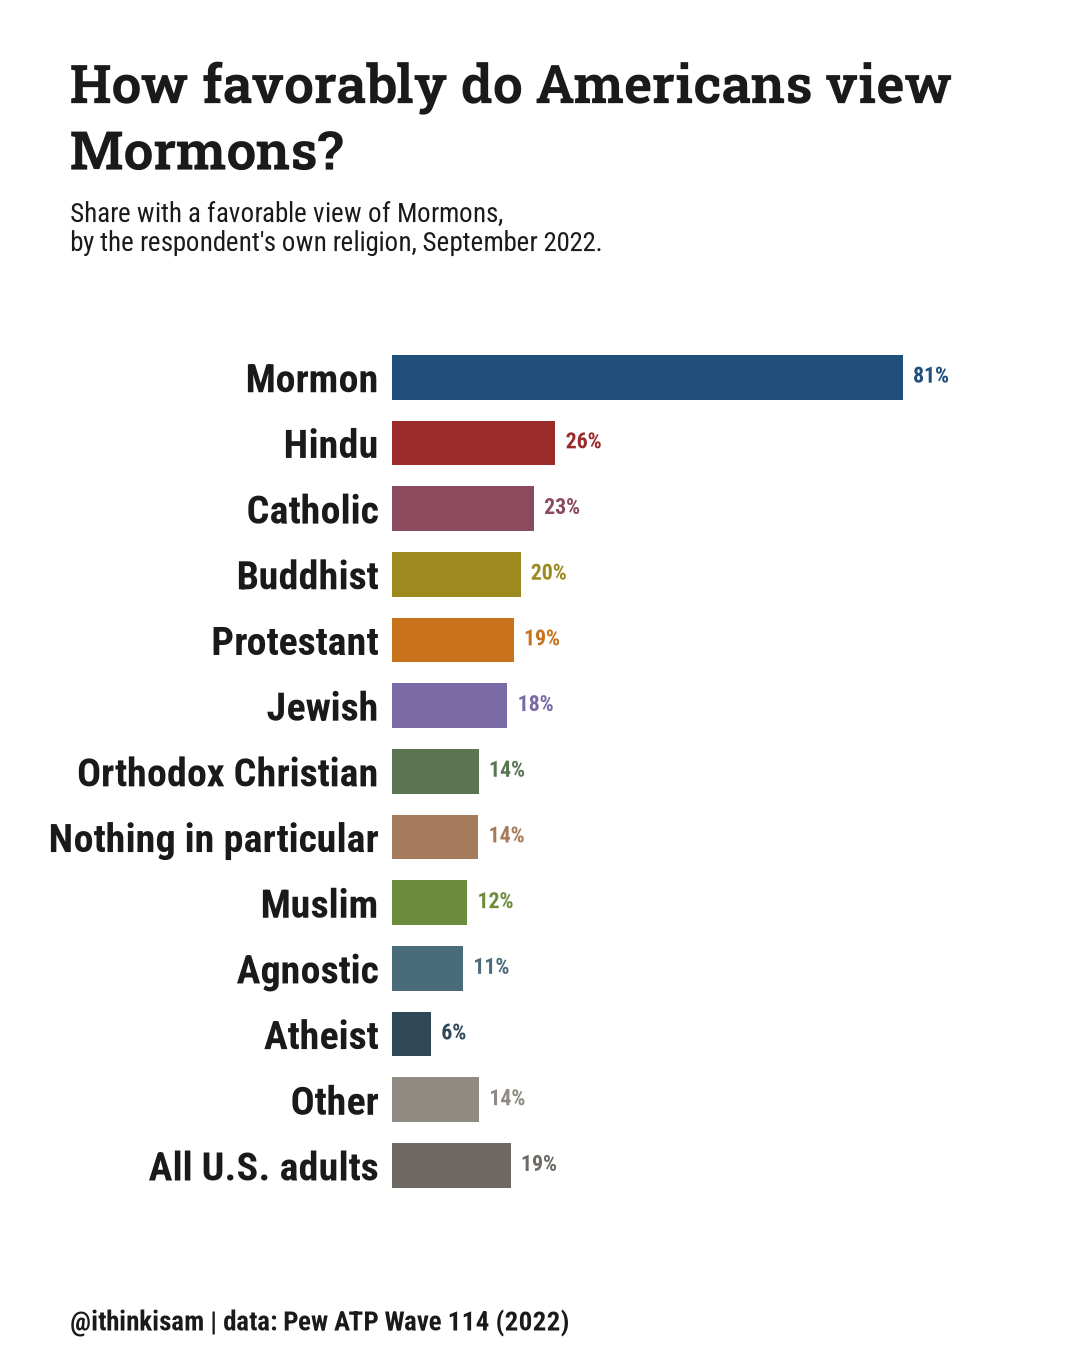 How favorably do Americans view
Mormons?
Share with a favorable view of Mormons,
by the respondent's own religion, September 2022.
Mormon 81%
Hindu 26%
Catholic 23%
Buddhist 20%
Protestant 19%
Jewish 18%
Orthodox Christian 14%
Nothing in particular 14%
Muslim 12%
Agnostic 11%
Atheist 6%
Other 14%
All U.S. adults 19%
@ithinkisam | data: Pew ATP Wave 114 (2022)